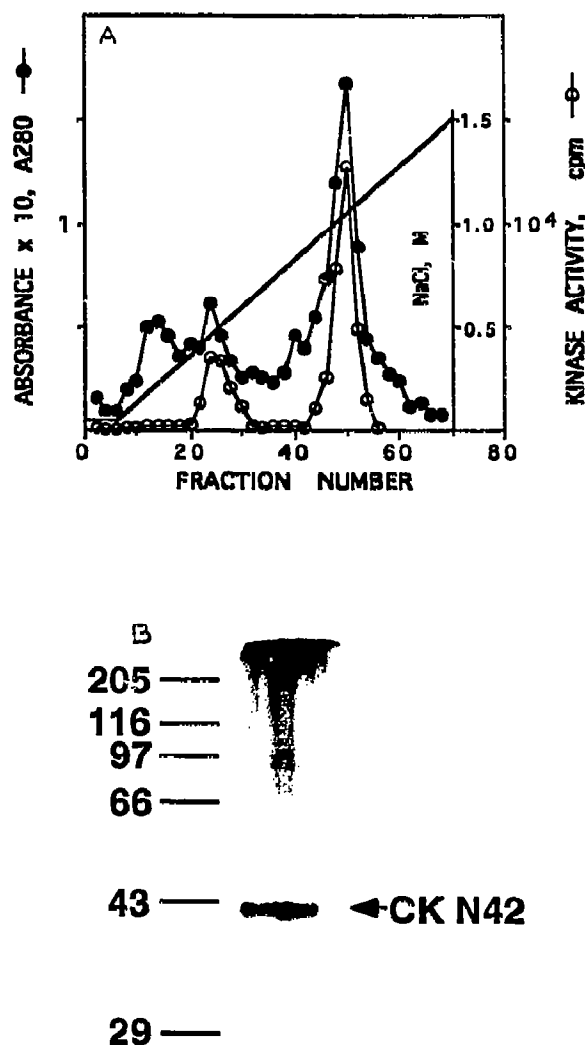 A
ABSORBANCE x 10, A280
1
1.5
1.0
0.5
NaCl, M
10⁴
KINASE ACTIVITY, cpm
0
20
40
60
80
FRACTION NUMBER
B
205
116
97
66
43
CK N42
29